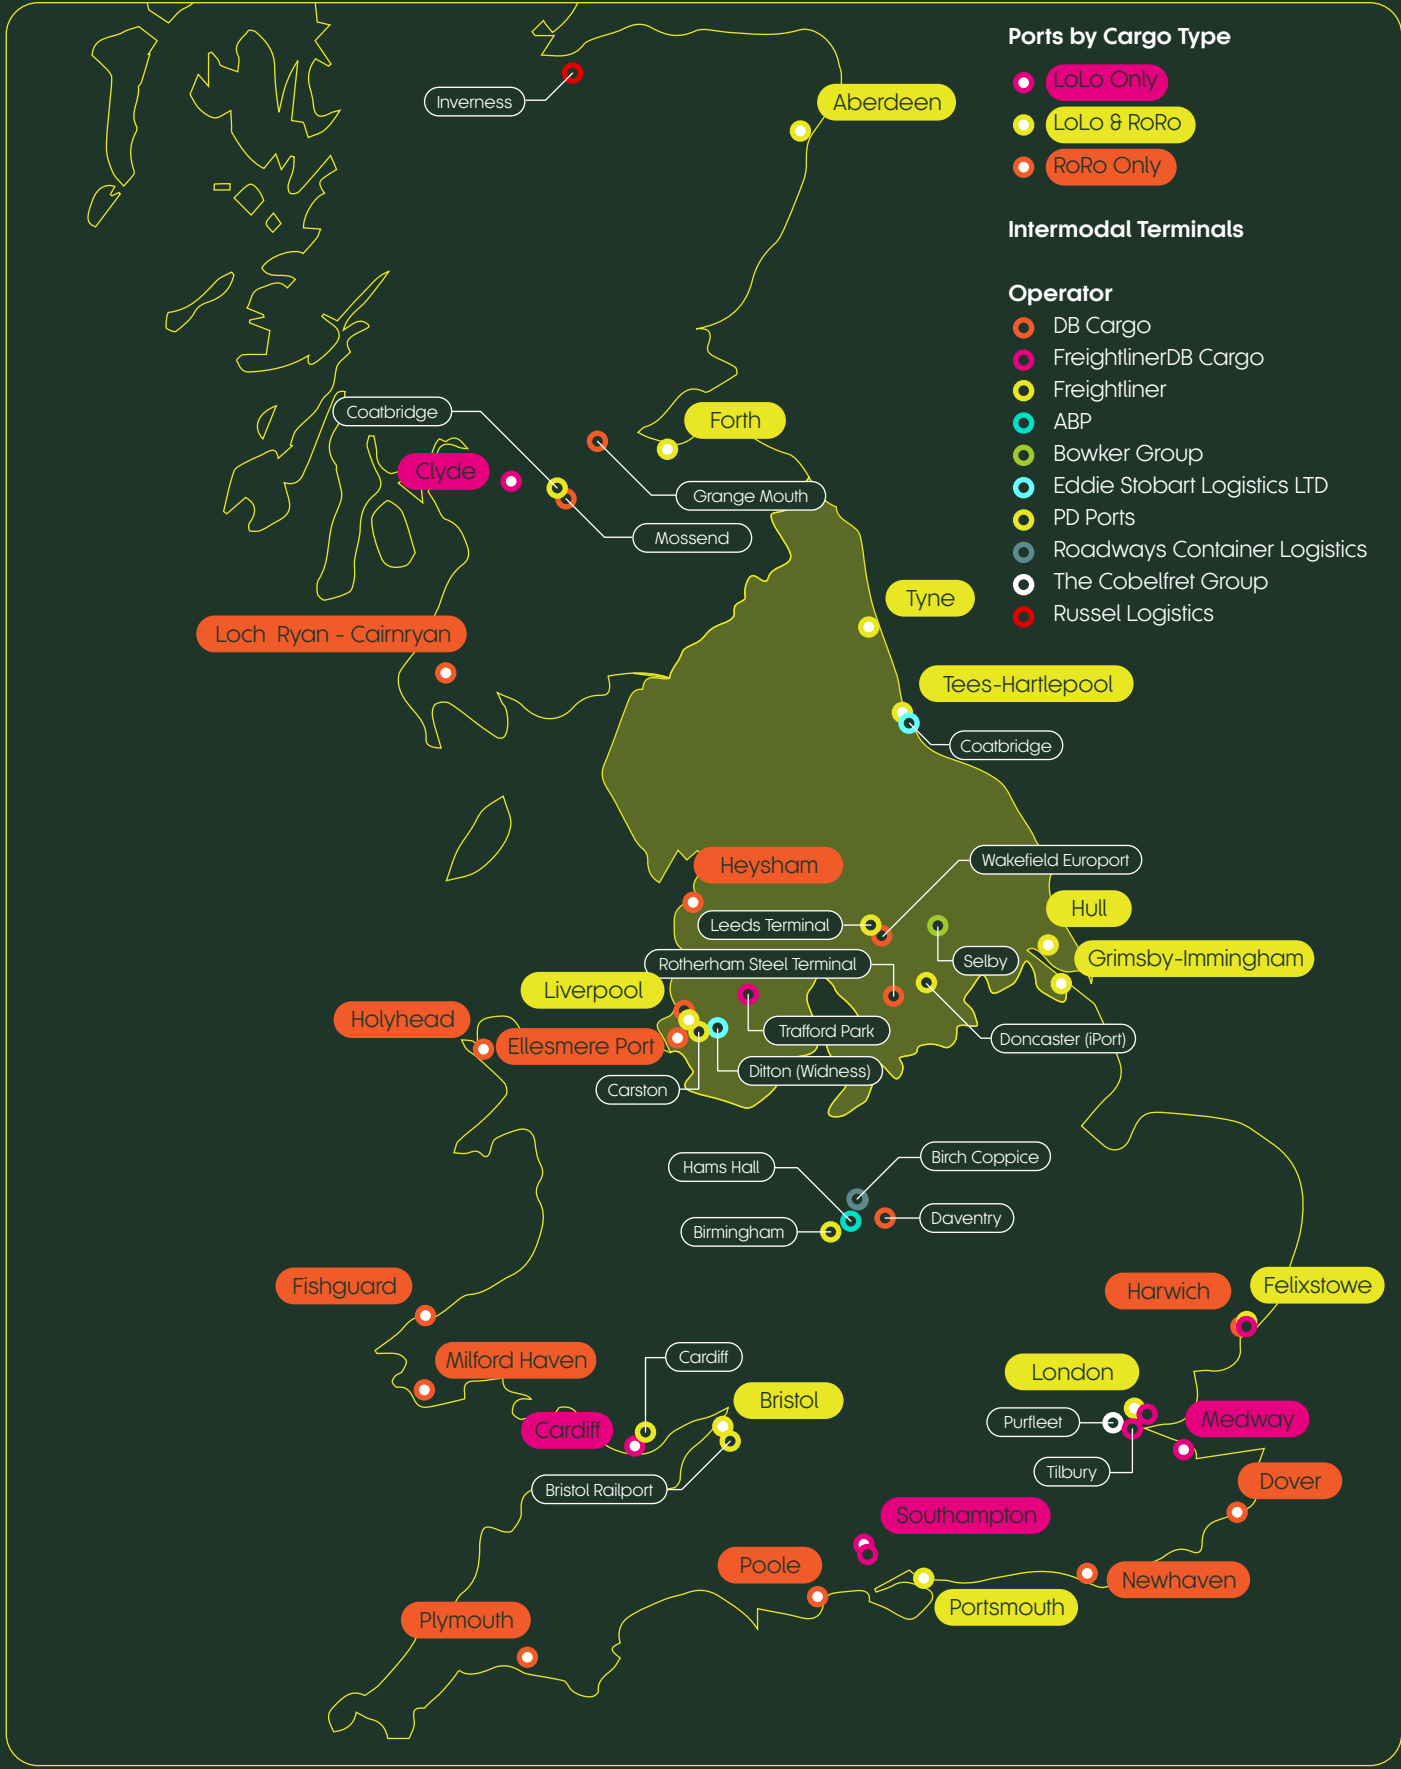 Ports by Cargo Type
LoLo Only
LoLo & RoRo
RoRo Only
Intermodal Terminals
Operator
DB Cargo
FreightlinerDB Cargo
Freightliner
ABP
Bowker Group
Eddie Stobart Logistics LTD
PD Ports
Roadways Container Logistics
The Cobelfret Group
Russel Logistics
Inverness
Aberdeen
Coatbridge
Forth
Clyde
Grange Mouth
Mossend
Tyne
Loch Ryan - Cairnryan
Tees-Hartlepool
Coatbridge
Wakefield Europort
Heysham
Hull
Leeds Terminal
Grimsby-Immingham
Selby
Rotherham Steel Terminal
Liverpool
Holyhead
Trafford Park
Doncaster (iPort)
Ellesmere Port
Ditton (Widness)
Carston
Birch Coppice
Hams Hall
Daventry
Birmingham
Fishguard
Harwich
Felixstowe
Milford Haven
Cardiff
London
Bristol
Cardiff
Purfleet
Medway
Tilbury
Dover
Bristol Railport
Southampton
Poole
Newhaven
Portsmouth
Plymouth